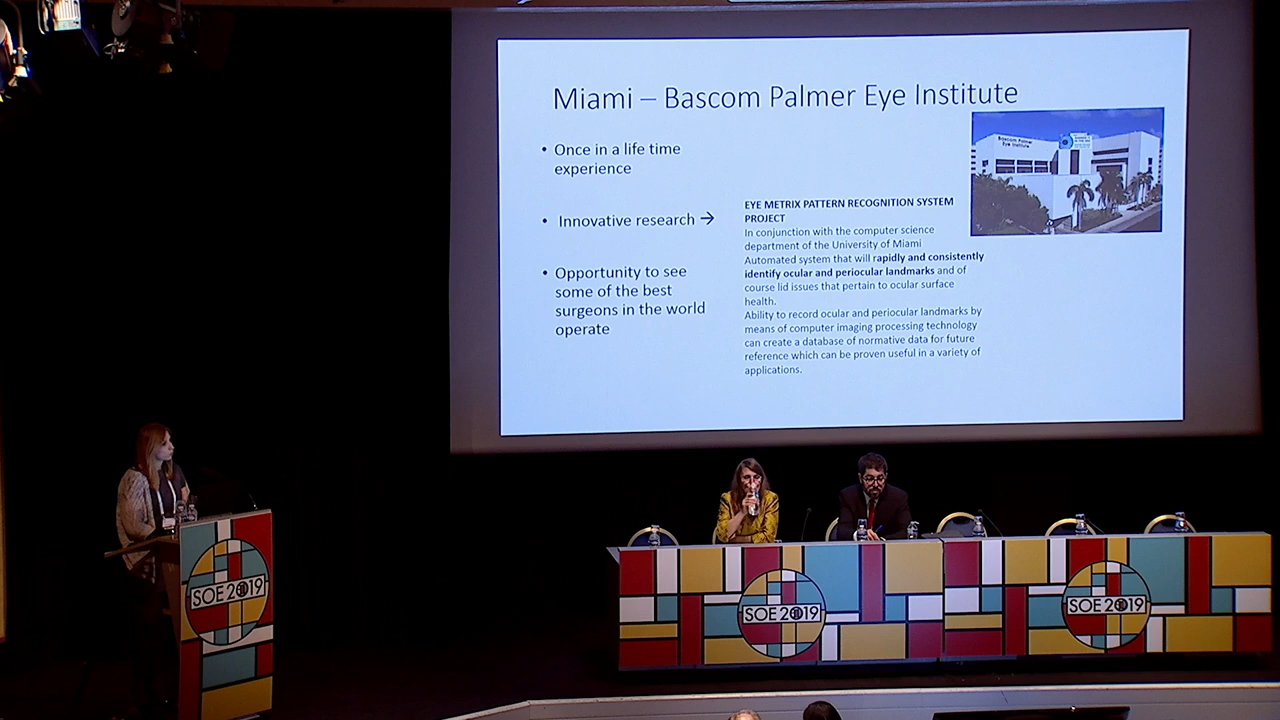 Miami – Bascom Palmer Eye Institute
• Once in a life time
experience
• Innovative research →
• Opportunity to see
some of the best
surgeons in the world
operate
EYE METRIX PATTERN RECOGNITION SYSTEM
PROJECT
In conjunction with the computer science
department of the University of Miami
Automated system that will rapidly and consistently
identify ocular and periocular landmarks and of
course lid issues that pertain to ocular surface
health.
Ability to record ocular and periocular landmarks by
means of computer imaging processing technology
can create a database of normative data for future
reference which can be proven useful in a variety of
applications.
Bascom Palmer
Eye Institute
SOE 2019
SOE 2019
SOE 2019